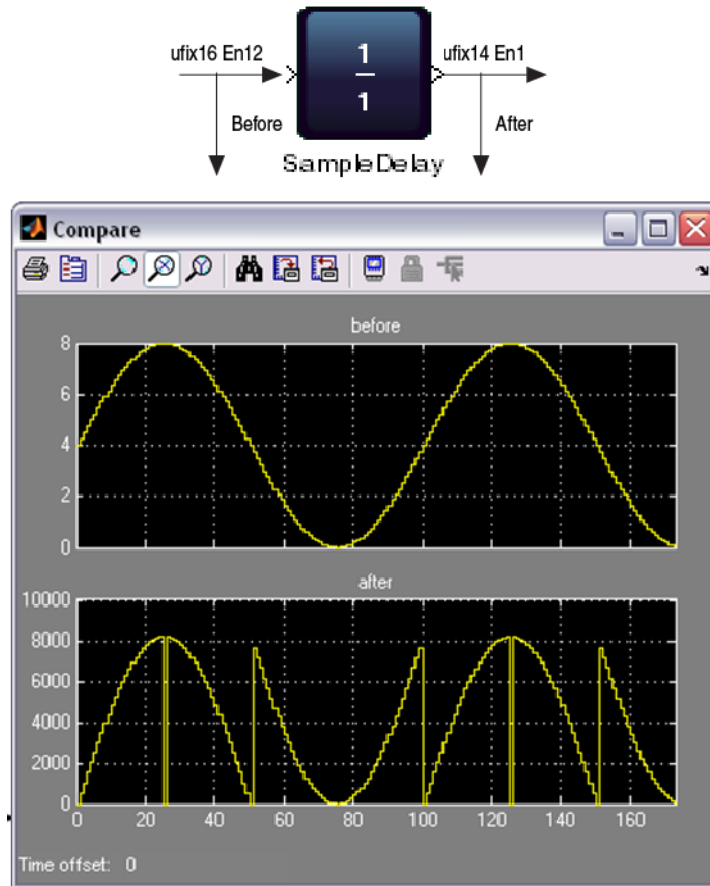 ufix16 En12
1
1
ufix14 En1
Before
After
SampleDelay
Compare
before
8
6
4
2
0
after
10000
8000
6000
4000
2000
0
0 20 40 60 80 100 120 140 160
Time offset: 0